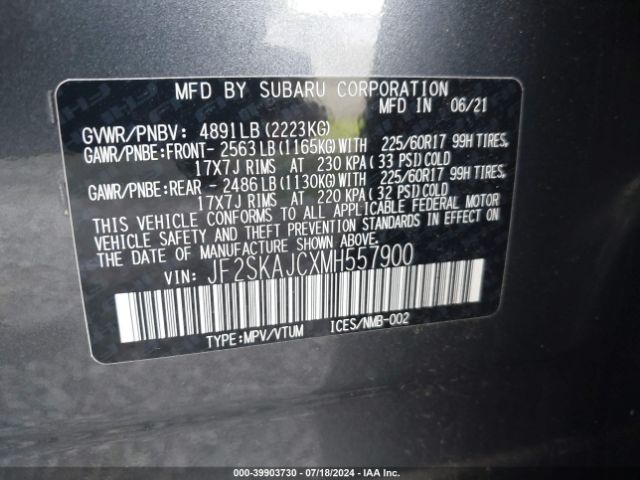 MFD BY SUBARU CORPORATION
MFD IN 06/21
GVWR/PNBV: 4891LB(2223KG)
GAWR/PNBE:FRONT- 2563LB(1165KG)WITH 225/60R17 99H TIRES,
17X7J RIMS AT 230 KPA(33 PSI)COLD
GAWR/PNBE:REAR - 2486LB(1130KG)WITH 225/60R17 99H TIRES,
17X7J RIMS AT 220 KPA(32 PSI)COLD
THIS VEHICLE CONFORMS TO ALL APPLICABLE FEDERAL MOTOR
VEHICLE SAFETY AND THEFT PREVENTION STANDARDS IN EFFECT ON
THE DATE OF MANUFACTURE SHOWN ABOVE.
VIN: JF2SKAJCXMH557900
TYPE:MPV/VTUM ICES/NMB-002
000-39903730 - 07/18/2024 - IAA Inc.